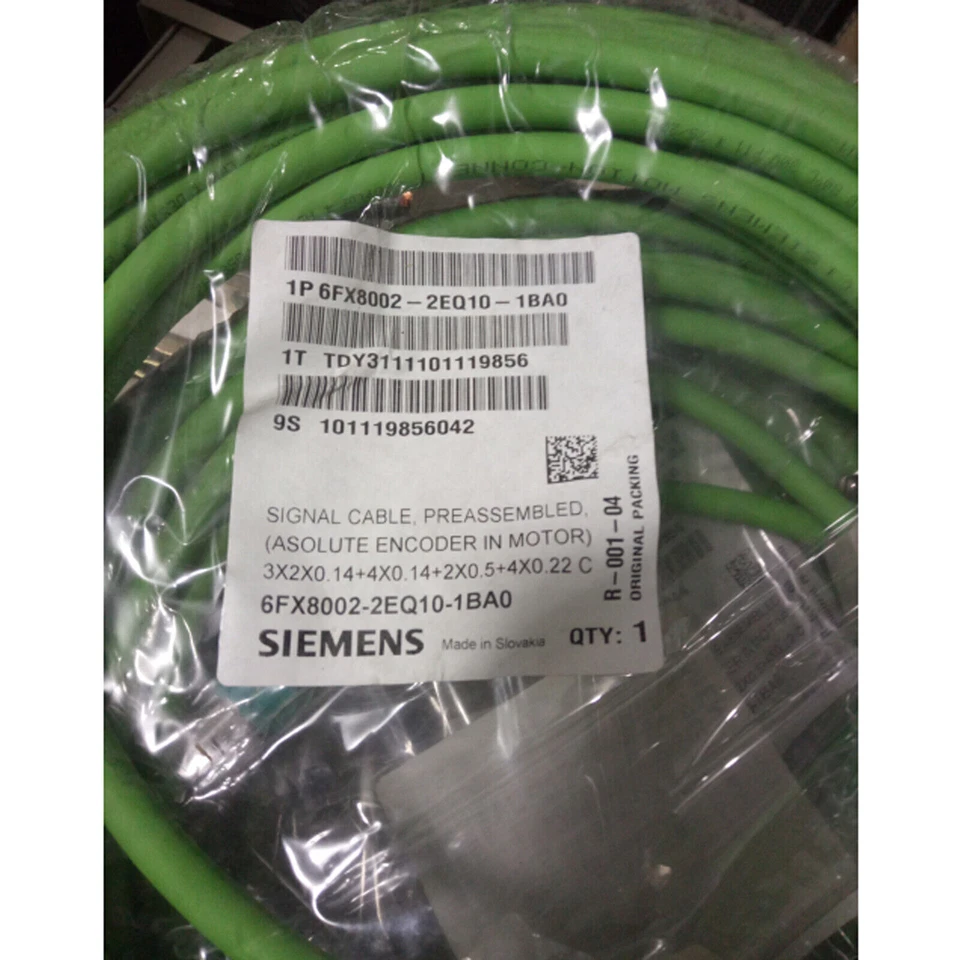 1P 6FX8002-2EQ10-1BA0
1T TDY3111101119856
9S 101119856042
SIGNAL CABLE, PREASSEMBLED,
(ASOLUTE ENCODER IN MOTOR)
3X2X0.14+4X0.14+2X0.5+4X0.22 C
6FX8002-2EQ10-1BA0
SIEMENS Made in Slovakia QTY: 1
R-001-04
ORIGINAL PACKING